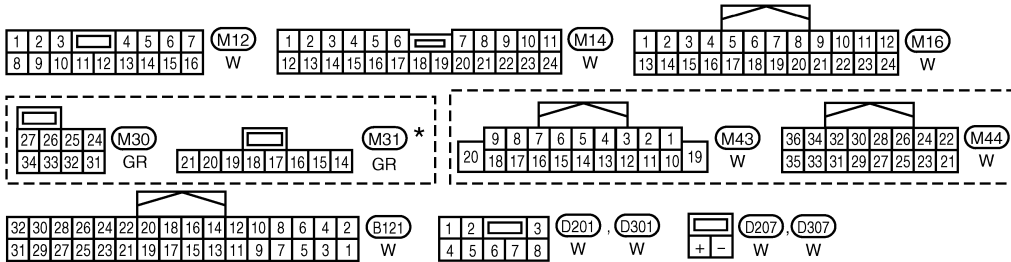 1 2 3 4 5 6 7 M12
8 9 10 11 12 13 14 15 16 W
1 2 3 4 5 6 7 8 9 10 11 M14
12 13 14 15 16 17 18 19 20 21 22 23 24 W
1 2 3 4 5 6 7 8 9 10 11 12 M16
13 14 15 16 17 18 19 20 21 22 23 24 W
27 26 25 24 M30
34 33 32 31 GR
M31 *
21 20 19 18 17 16 15 14 GR
9 8 7 6 5 4 3 2 1 M43
20 18 17 16 15 14 13 12 11 10 19 W
36 34 32 30 28 26 24 22 M44
35 33 31 29 27 25 23 21 W
32 30 28 26 24 22 20 18 16 14 12 10 8 6 4 2 B121
31 29 27 25 23 21 19 17 15 13 11 9 7 5 3 1 W
1 2 3 D201 , D301
4 5 6 7 8 W
D207 , D307
+ − W